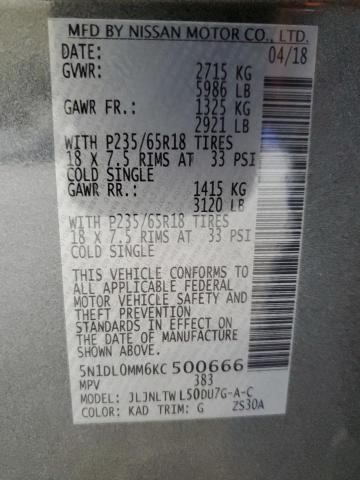 MFD BY NISSAN MOTOR CO., LTD.
DATE: 04/18
GVWR: 2715 KG
5986 LB
GAWR FR.: 1325 KG
2921 LB
WITH P235/65R18 TIRES
18 X 7.5 RIMS AT 33 PSI
COLD SINGLE
GAWR RR.: 1415 KG
3120 LB
WITH P235/65R18 TIRES
18 X 7.5 RIMS AT 33 PSI
COLD SINGLE
THIS VEHICLE CONFORMS TO
ALL APPLICABLE FEDERAL
MOTOR VEHICLE SAFETY AND
THEFT PREVENTION
STANDARDS IN EFFECT ON
THE DATE OF MANUFACTURE
SHOWN ABOVE.
5N1DL0MM6KC500666
MPV 383
MODEL: JLJNLTWL50DU7G-A-C
COLOR: KAD TRIM: G ZS30A